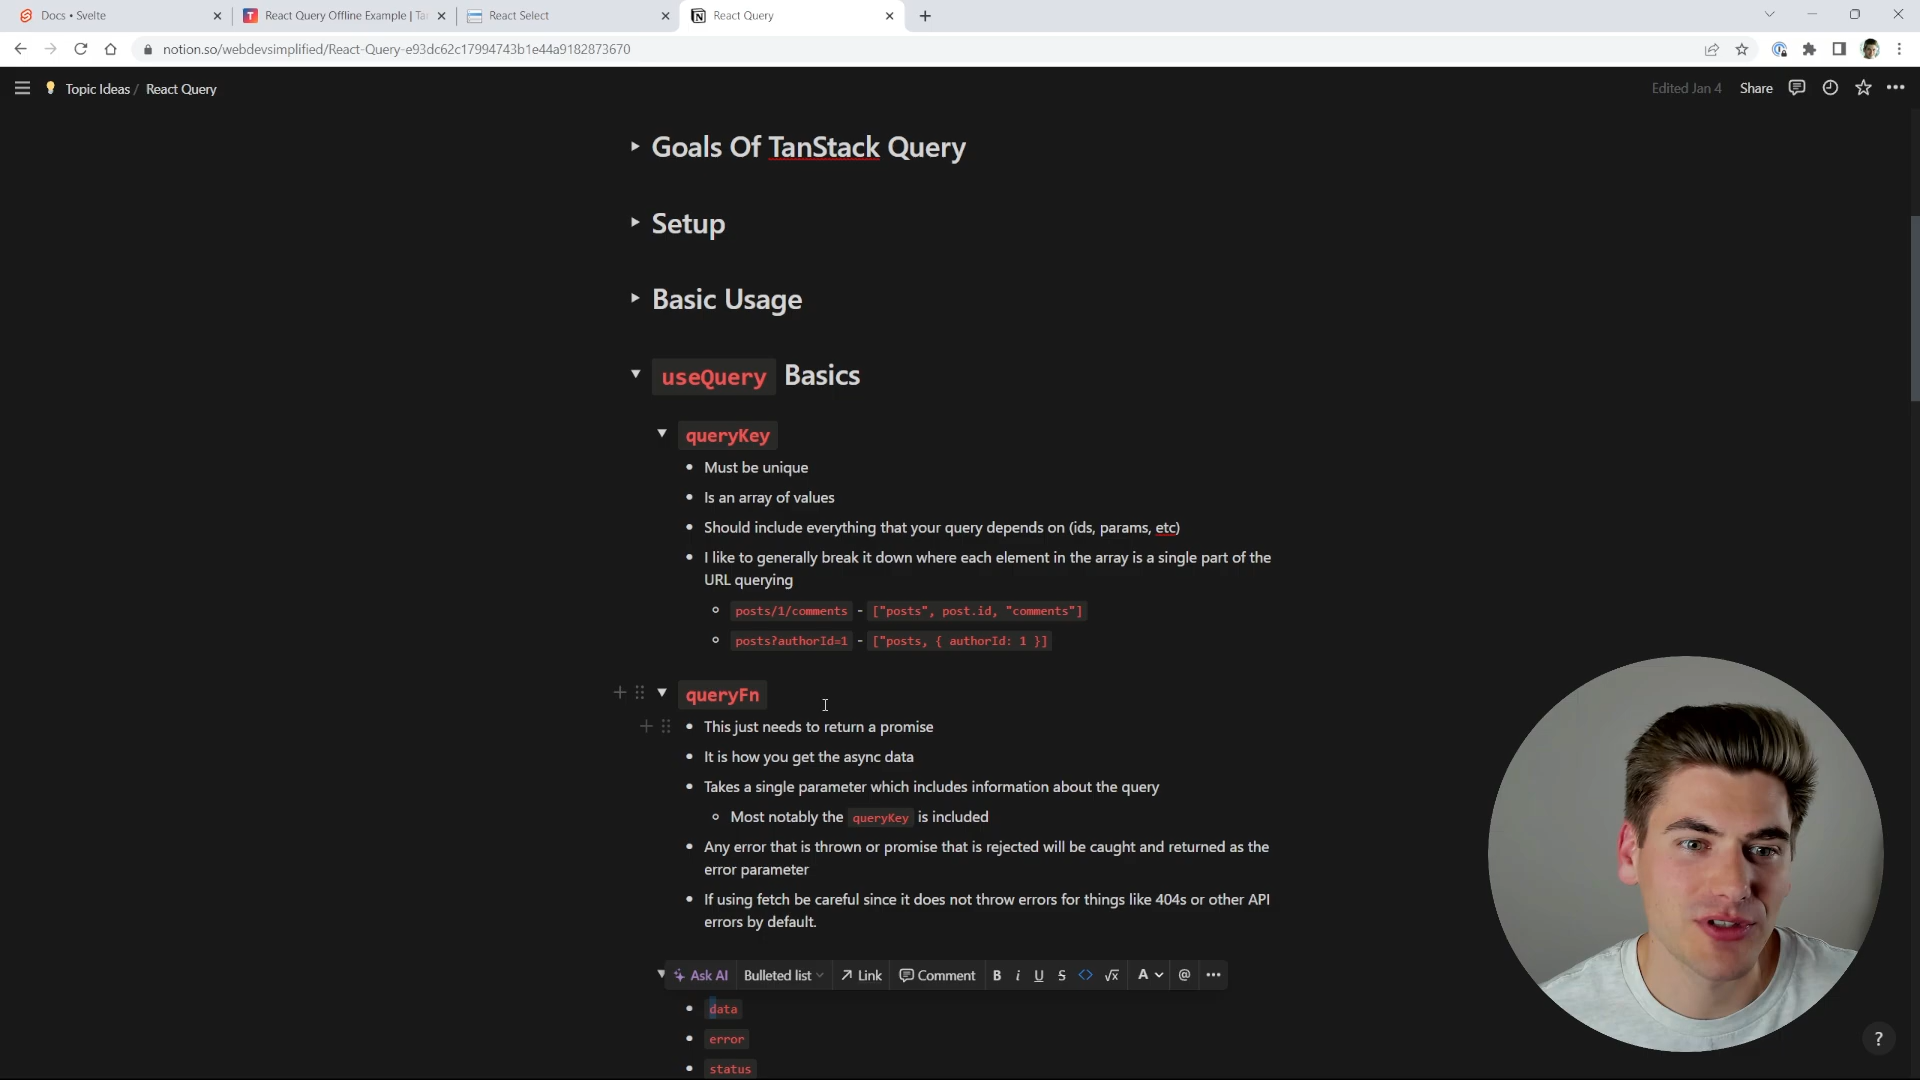 Docs • Svelte
React Query Offline Example | Ta
React Select
React Query
notion.so/webdevsimplified/React-Query-e93dc62c17994743b1e44a9182873670
Topic Ideas / React Query
Edited Jan 4
Share
Goals Of TanStack Query
Setup
Basic Usage
useQuery Basics
queryKey
• Must be unique
• Is an array of values
• Should include everything that your query depends on (ids, params, etc)
• I like to generally break it down where each element in the array is a single part of the
URL querying
posts/1/comments - ["posts", post.id, "comments"]
posts?authorId=1 - ["posts, { authorId: 1 }]
queryFn
• This just needs to return a promise
• It is how you get the async data
• Takes a single parameter which includes information about the query
Most notably the queryKey is included
• Any error that is thrown or promise that is rejected will be caught and returned as the
error parameter
• If using fetch be careful since it does not throw errors for things like 404s or other API
errors by default.
Ask AI Bulleted list Link Comment B i U S <> √x A @ •••
• data
• error
• status
?